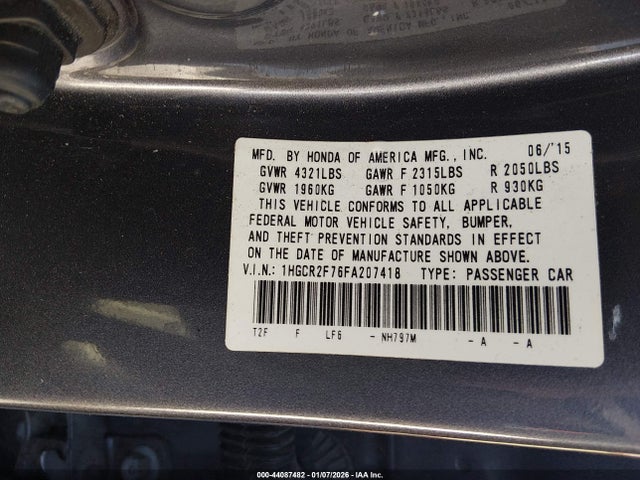 MFD. BY HONDA OF AMERICA MFG., INC. 06/'15
GVWR 4321LBS GAWR F 2315LBS R 2050LBS
GVWR 1960KG GAWR F 1050KG R 930KG
THIS VEHICLE CONFORMS TO ALL APPLICABLE
FEDERAL MOTOR VEHICLE SAFETY, BUMPER,
AND THEFT PREVENTION STANDARDS IN EFFECT
ON THE DATE OF MANUFACTURE SHOWN ABOVE.
V.I.N.: 1HGCR2F76FA207418 TYPE: PASSENGER CAR
T2F F LF6 - NH797M - A - A
000-44087482 - 01/07/2026 - IAA Inc.